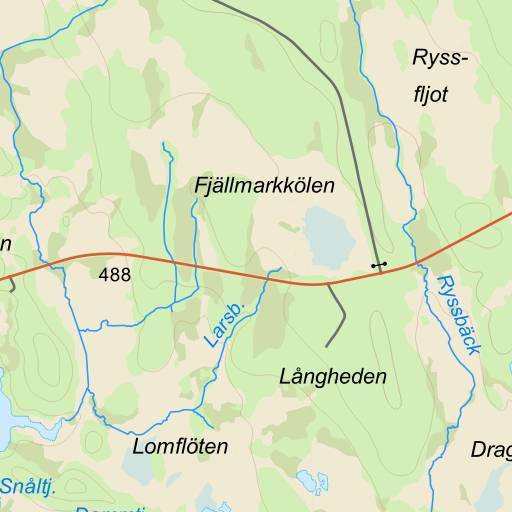 Ryss-
fljot
Fjällmarkkölen
n
488
Ryssbäck
Larsb.
Långheden
Lomflöten
Drag
Snåltj.